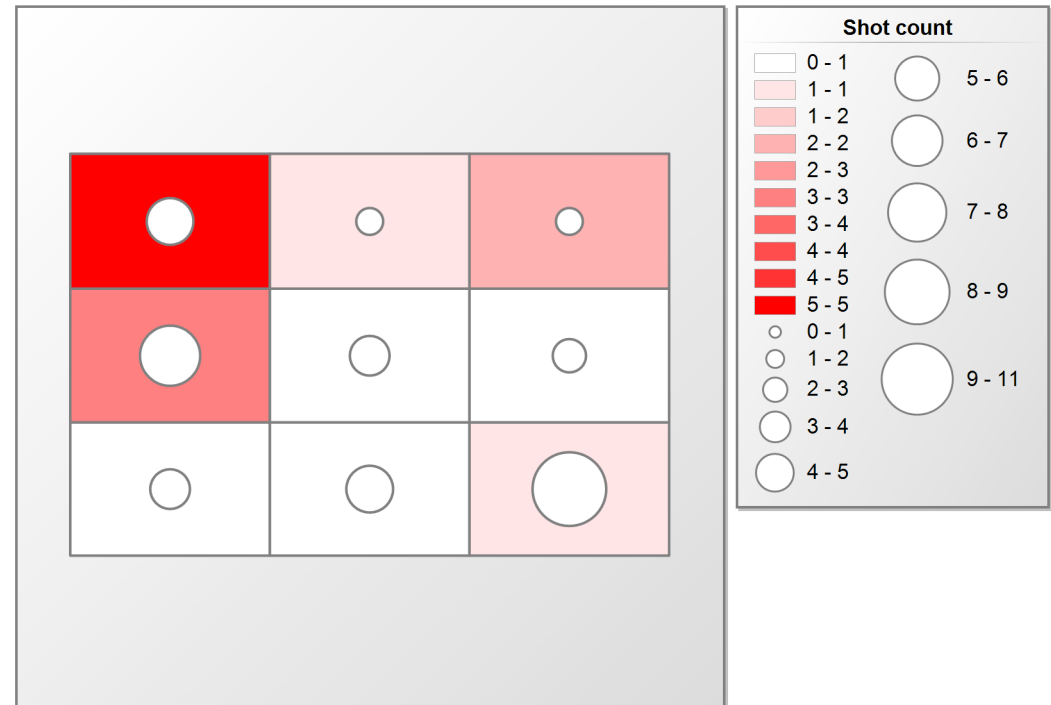 Shot count
0 - 1
1 - 1
1 - 2
2 - 2
2 - 3
3 - 3
3 - 4
4 - 4
4 - 5
5 - 5
0 - 1
1 - 2
2 - 3
3 - 4
4 - 5
5 - 6
6 - 7
7 - 8
8 - 9
9 - 11